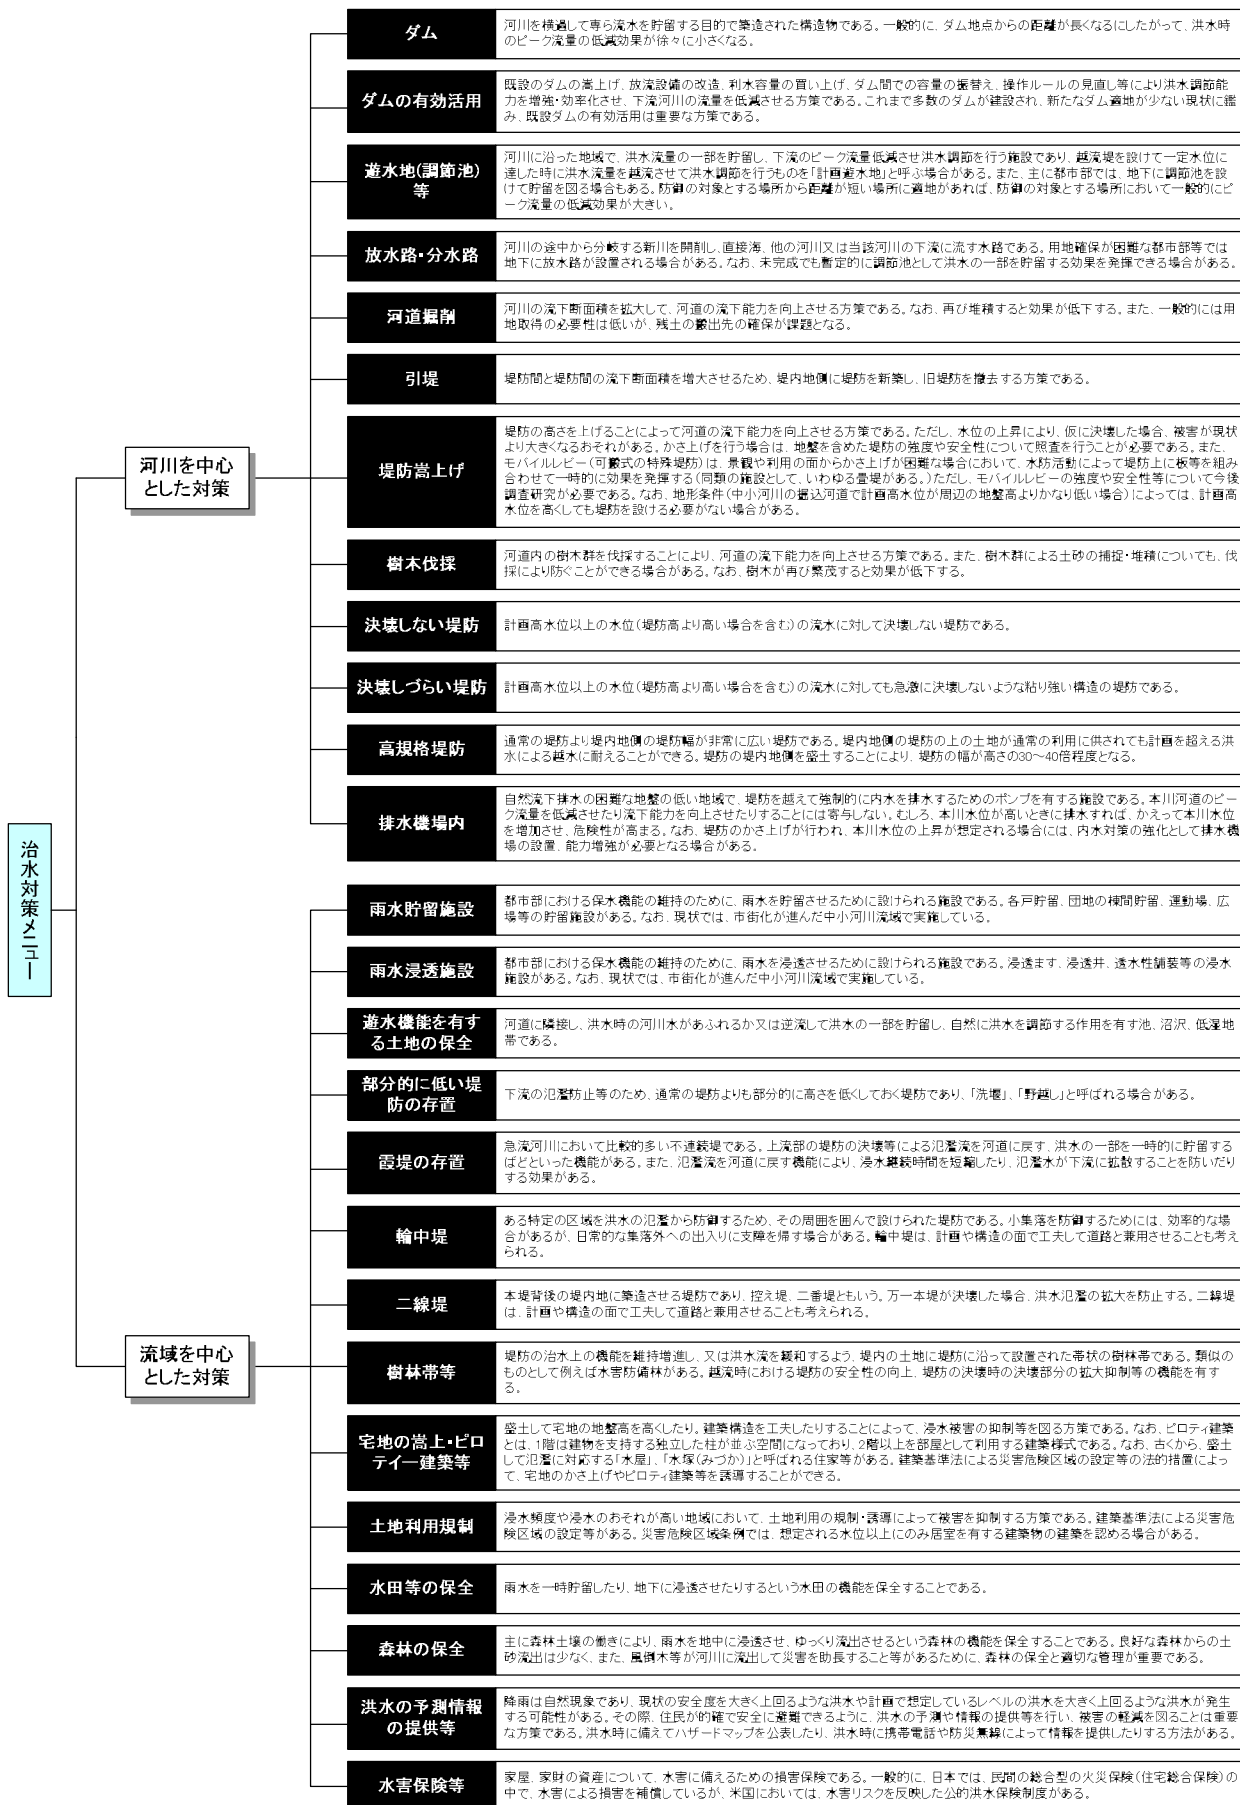 治水対策メニュー
河川を中心
とした対策
ダム
河川を横過して専ら流水を貯留する目的で築造された構造物である。一般的に、ダム地点からの距離が長くなるにしたがって、洪水時
のピーク流量の低減効果が徐々に小さくなる。
ダムの有効活用
既設のダムの嵩上げ、放流設備の改造、利水容量の買い上げ、ダム間での容量の振替え、操作ルールの見直し等により洪水調節能
力を増強・効率化させ、下流河川の流量を低減させる方策である。これまで多数のダムが建設され、新たなダム適地が少ない現状に鑑
み、既設ダムの有効活用は重要な方策である。
遊水地(調節池)
等
河川に沿った地域で、洪水流量の一部を貯留し、下流のピーク流量低減させ洪水調節を行う施設であり、越流堤を設けて一定水位に
達した時に洪水流量を越流させて洪水調節を行うものを「計画遊水地」と呼ぶ場合がある。また、主に都市部では、地下に調節池を設
けて貯留を図る場合もある。防御の対象とする場所から距離が短い場所に適地があれば、防御の対象とする場所において一般的にピ
ーク流量の低減効果が大きい。
放水路・分水路
河川の途中から分岐する新川を開削し、直接海、他の河川又は当該河川の下流に流す水路である。用地確保が困難な都市部等では
地下に放水路が設置される場合がある。なお、未完成でも暫定的に調節池として洪水の一部を貯留する効果を発揮できる場合がある。
河道掘削
河川の流下断面積を拡大して、河道の流下能力を向上させる方策である。なお、再び堆積すると効果が低下する。また、一般的には用
地取得の必要性は低いが、残土の搬出先の確保が課題となる。
引堤
堤防間と堤防間の流下断面積を増大させるため、堤内地側に堤防を新築し、旧堤防を撤去する方策である。
堤防嵩上げ
堤防の高さを上げることによって河道の流下能力を向上させる方策である。ただし、水位の上昇により、仮に決壊した場合、被害が現状
より大きくなるおそれがある。かさ上げを行う場合は、地盤を含めた堤防の強度や安全性について照査を行うことが必要である。また、
モバイルレビー(可搬式の特殊堤防)は、景観や利用の面からかさ上げが困難な場合において、水防活動によって堤防上に板等を組み
合わせて一時的に効果を発揮する(同類の施設として、いわゆる畳堤がある。)ただし、モバイルレビーの強度や安全性等について今後
調査研究が必要である。なお、地形条件(中小河川の掘込河道で計画高水位が周辺の地盤高よりかなり低い場合)によっては、計画高
水位を高くしても堤防を設ける必要がない場合がある。
樹木伐採
河道内の樹木群を伐採することにより、河道の流下能力を向上させる方策である。また、樹木群による土砂の捕捉・堆積についても、伐
採により防ぐことができる場合がある。なお、樹木が再び繁茂すると効果が低下する。
決壊しない堤防
計画高水位以上の水位(堤防高より高い場合を含む)の流水に対して決壊しない堤防である。
決壊しづらい堤防
計画高水位以上の水位(堤防高より高い場合を含む)の流水に対しても急激に決壊しないような粘り強い構造の堤防である。
高規格堤防
通常の堤防より堤内地側の堤防幅が非常に広い堤防である。堤内地側の堤防の上の土地が通常の利用に供されても計画を超える洪
水による越水に耐えることができる。堤防の堤内地側を盛土することにより、堤防の幅が高さの30～40倍程度となる。
排水機場内
自然流下排水の困難な地盤の低い地域で、堤防を越えて強制的に内水を排水するためのポンプを有する施設である。本川河道のピー
ク流量を低減させたり流下能力を向上させたりすることには寄与しない。むしろ、本川水位が高いときに排水すれば、かえって本川水位
を増加させ、危険性が高まる。なお、堤防のかさ上げが行われ、本川水位の上昇が想定される場合には、内水対策の強化として排水機
場の設置、能力増強が必要となる場合がある。
流域を中心
とした対策
雨水貯留施設
都市部における保水機能の維持のために、雨水を貯留させるために設けられる施設である。各戸貯留、団地の棟間貯留、運動場、広
場等の貯留施設がある。なお、現状では、市街化が進んだ中小河川流域で実施している。
雨水浸透施設
都市部における保水機能の維持のために、雨水を浸透させるために設けられる施設である。浸透ます、浸透井、透水性舗装等の浸水
施設がある。なお、現状では、市街化が進んだ中小河川流域で実施している。
遊水機能を有す
る土地の保全
河道に隣接し、洪水時の河川水があふれるか又は逆流して洪水の一部を貯留し、自然に洪水を調節する作用を有す池、沼沢、低湿地
帯である。
部分的に低い堤
防の存置
下流の氾濫防止等のため、通常の堤防よりも部分的に高さを低くしておく堤防であり、「洗堰」、「野越し」と呼ばれる場合がある。
霞堤の存置
急流河川において比較的多い不連続堤である。上流部の堤防の決壊等による氾濫流を河道に戻す、洪水の一部を一時的に貯留する
ばどといった機能がある。また、氾濫流を河道に戻す機能により、浸水継続時間を短縮したり、氾濫水が下流に拡散することを防いだり
する効果がある。
輪中堤
ある特定の区域を洪水の氾濫から防御するため、その周囲を囲んで設けられた堤防である。小集落を防御するためには、効率的な場
合があるが、日常的な集落外への出入りに支障を帰す場合がある。輪中堤は、計画や構造の面で工夫して道路と兼用させることも考え
られる。
二線堤
本堤背後の堤内地に築造させる堤防であり、控え堤、二番堤ともいう。万一本堤が決壊した場合、洪水氾濫の拡大を防止する。二線堤
は、計画や構造の面で工夫して道路と兼用させることも考えられる。
樹林帯等
堤防の治水上の機能を維持増進し、又は洪水流を緩和するよう、堤内の土地に堤防に沿って設置された帯状の樹林帯である。類似の
ものとして例えば水害防備林がある。越流時における堤防の安全性の向上、堤防の決壊時の決壊部分の拡大抑制等の機能を有す
る。
宅地の嵩上・ピロ
テイー建築等
盛土して宅地の地盤高を高くしたり、建築構造を工夫したりすることによって、浸水被害の抑制等を図る方策である。なお、ピロティ建築
とは、1階は建物を支持する独立した柱が並ぶ空間になっており、2階以上を部屋として利用する建築様式である。なお、古くから、盛土
して氾濫に対応する「水屋」、「水塚(みづか)」と呼ばれる住家等がある。建築基準法による災害危険区域の設定等の法的措置によっ
て、宅地のかさ上げやピロティ建築等を誘導することができる。
土地利用規制
浸水頻度や浸水のおそれが高い地域において、土地利用の規制・誘導によって被害を抑制する方策である。建築基準法による災害危
険区域の設定等がある。災害危険区域条例では、想定される水位以上にのみ居室を有する建築物の建築を認める場合がある。
水田等の保全
雨水を一時貯留したり、地下に浸透させたりするという水田の機能を保全することである。
森林の保全
主に森林土壌の働きにより、雨水を地中に浸透させ、ゆっくり流出させるという森林の機能を保全することである。良好な森林からの土
砂流出は少なく、また、風倒木等が河川に流出して災害を助長すること等があるために、森林の保全と適切な管理が重要である。
洪水の予測情報
の提供等
降雨は自然現象であり、現状の安全度を大きく上回るような洪水や計画で想定しているレベルの洪水を大きく上回るような洪水が発生
する可能性がある。その際、住民が的確で安全に避難できるように、洪水の予測や情報の提供等を行い、被害の軽減を図ることは重要
な方策である。洪水時に備えてハザードマップを公表したり、洪水時に携帯電話や防災無線によって情報を提供したりする方法がある。
水害保険等
家屋、家財の資産について、水害に備えるための損害保険である。一般的に、日本では、民間の総合型の火災保険(住宅総合保険)の
中で、水害による損害を補償しているが、米国においては、水害リスクを反映した公的洪水保険制度がある。